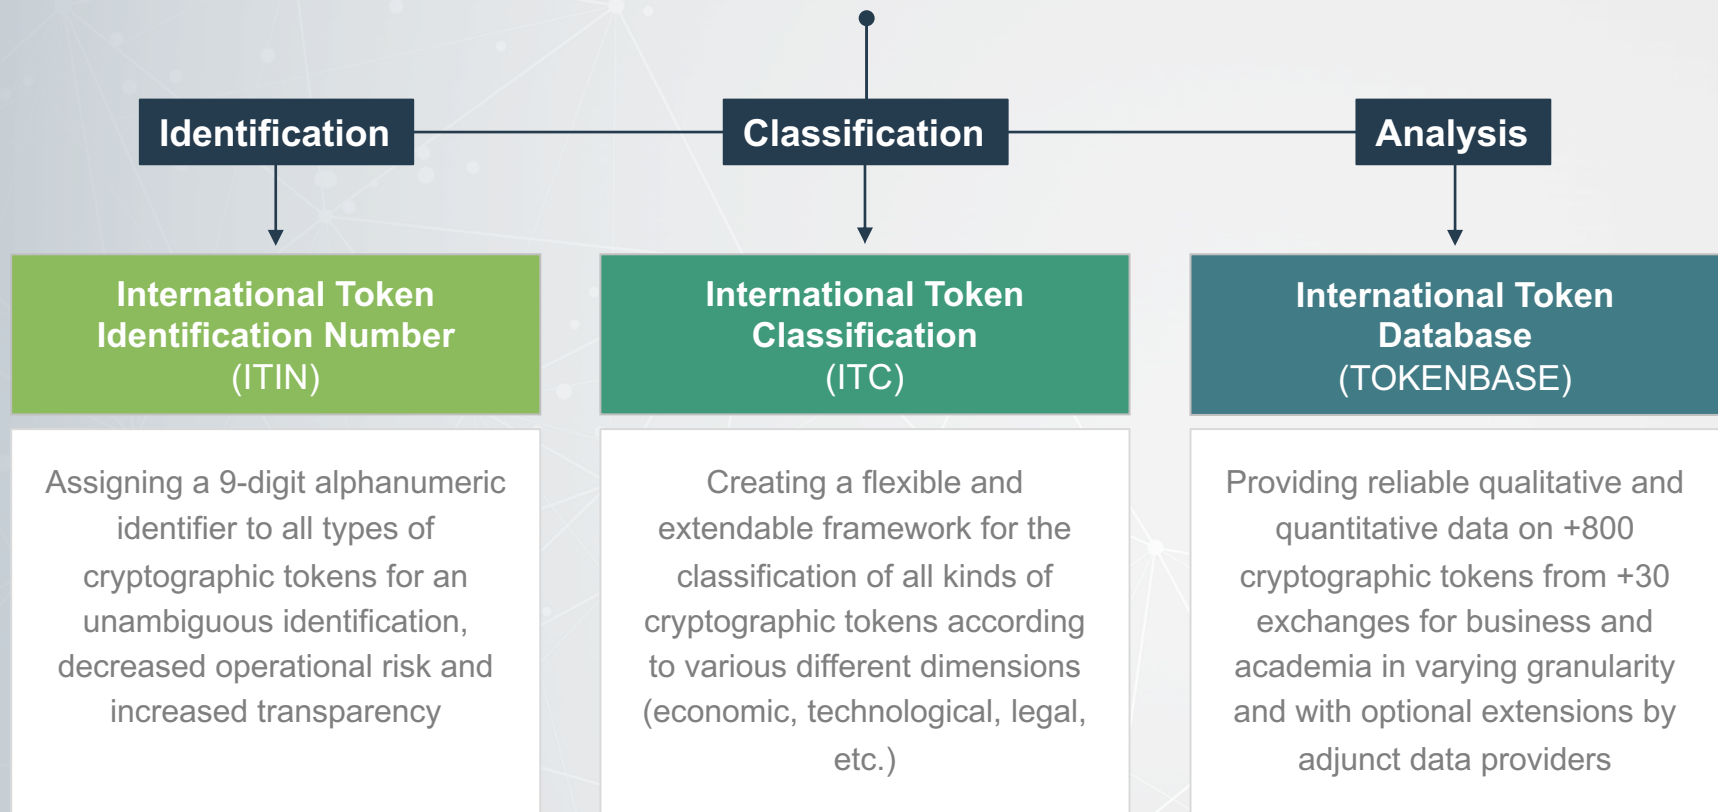 Identification
Classification
Analysis
International Token
Identification Number
(ITIN)
Assigning a 9-digit alphanumeric
identifier to all types of
cryptographic tokens for an
unambiguous identification,
decreased operational risk and
increased transparency
International Token
Classification
(ITC)
Creating a flexible and
extendable framework for the
classification of all kinds of
cryptographic tokens according
to various different dimensions
(economic, technological, legal,
etc.)
International Token
Database
(TOKENBASE)
Providing reliable qualitative and
quantitative data on +800
cryptographic tokens from +30
exchanges for business and
academia in varying granularity
and with optional extensions by
adjunct data providers